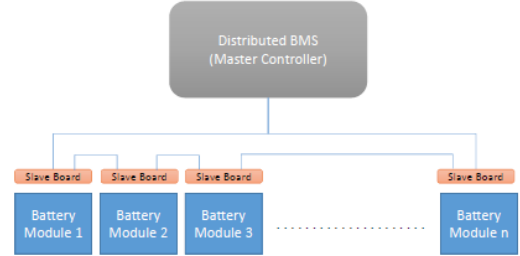 Distributed BMS
(Master Controller)
Slave Board Slave Board Slave Board Slave Board
Battery Battery Battery Battery
Module 1 Module 2 Module 3 ...................... Module n